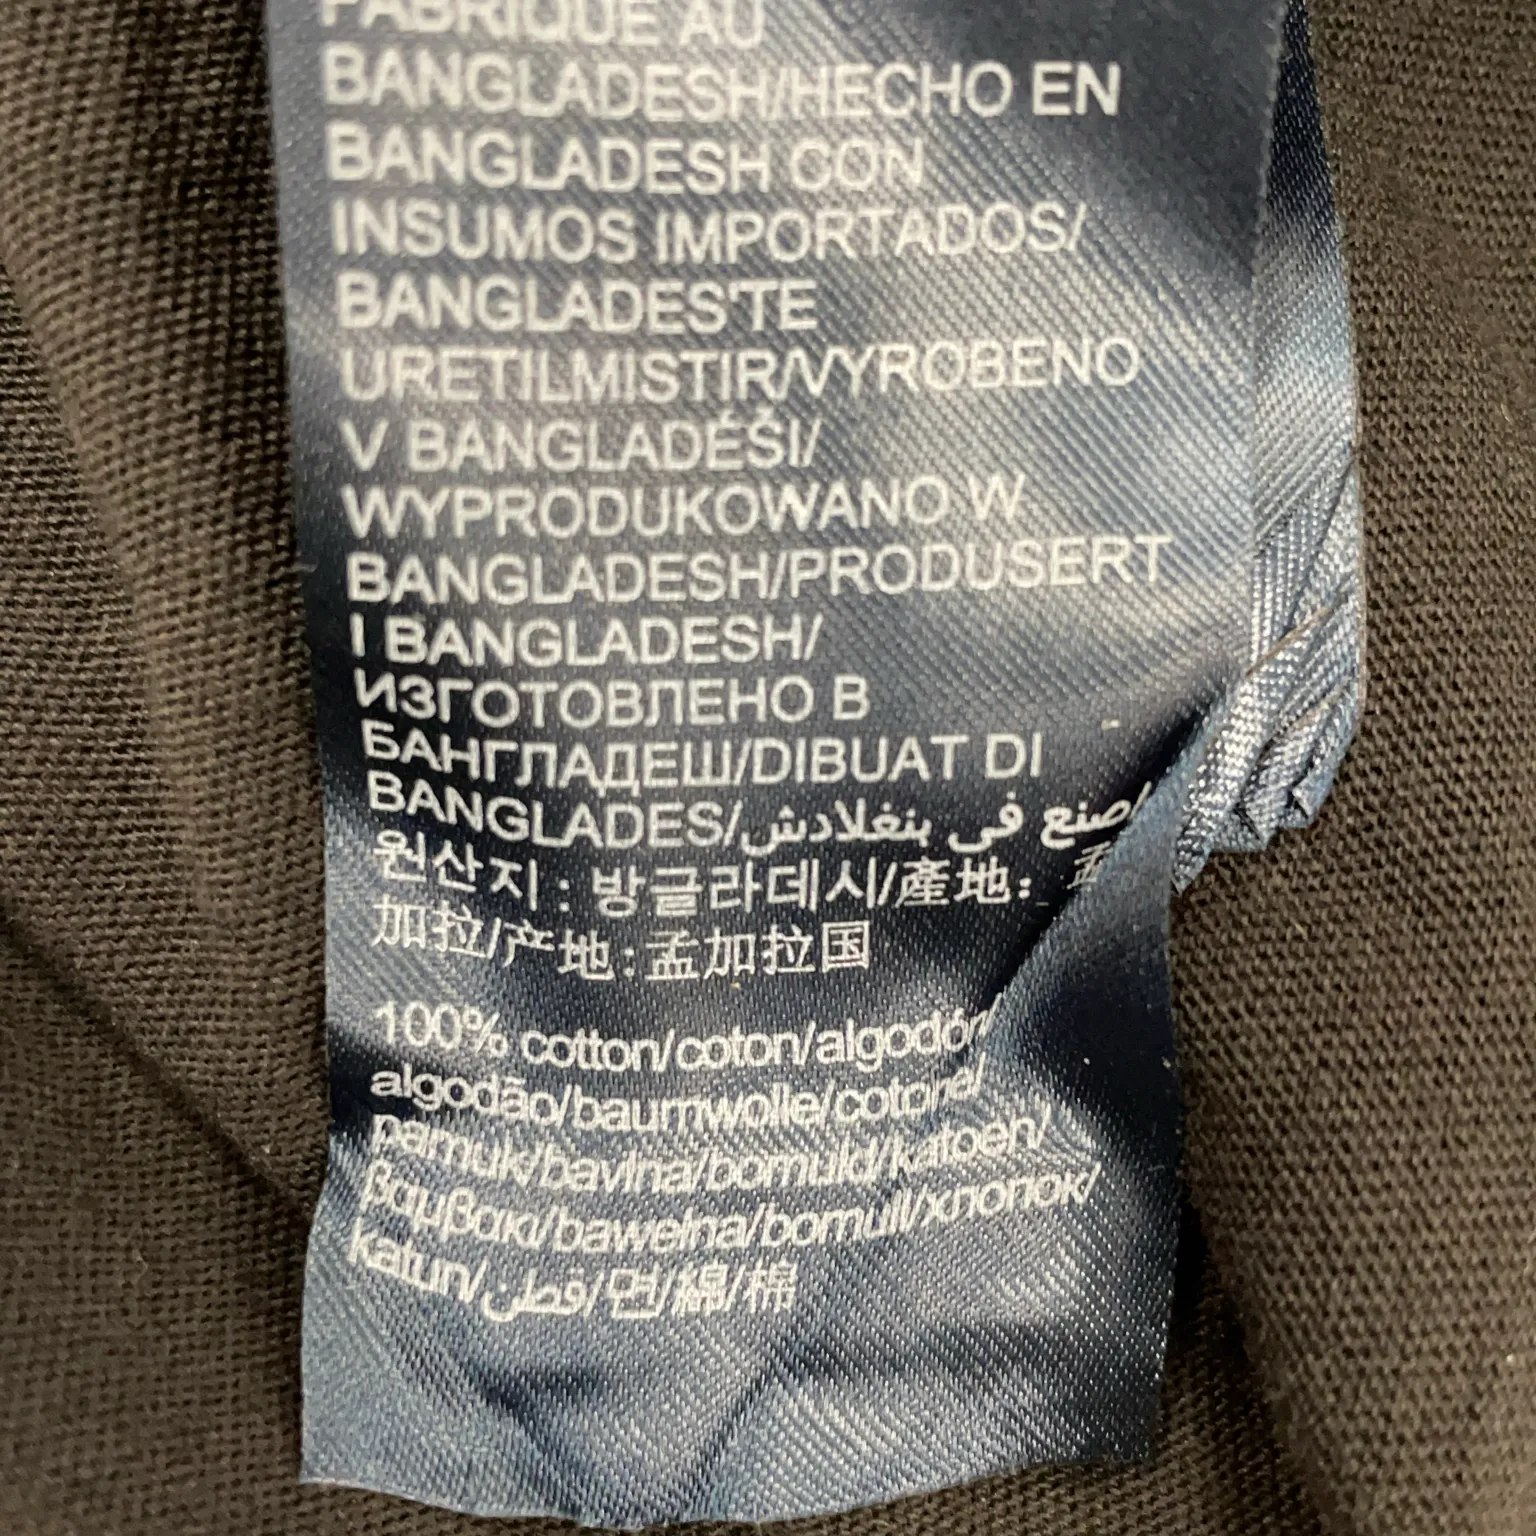 FABRIQUE AU
BANGLADESH/HECHO EN
BANGLADESH CON
INSUMOS IMPORTADOS/
BANGLADES'TE
URETILMISTIR/VYROBENO
V BANGLADÉŠI/
WYPRODUKOWANO W
BANGLADESH/PRODUSERT
I BANGLADESH/
ИЗГОТОВЛЕНО В
БАНГЛАДЕШ/DIBUAT DI
BANGLADES/صنع في بنغلادش/
원산지 : 방글라데시/產地: 孟
加拉/产地:孟加拉国
100% cotton/coton/algodón/
algodão/baumwolle/cotone/
pamuk/bavlna/bomuld/katoen/
βαμβακι/bawełna/bomull/хлопок/
katun/قطن/면/綿/棉